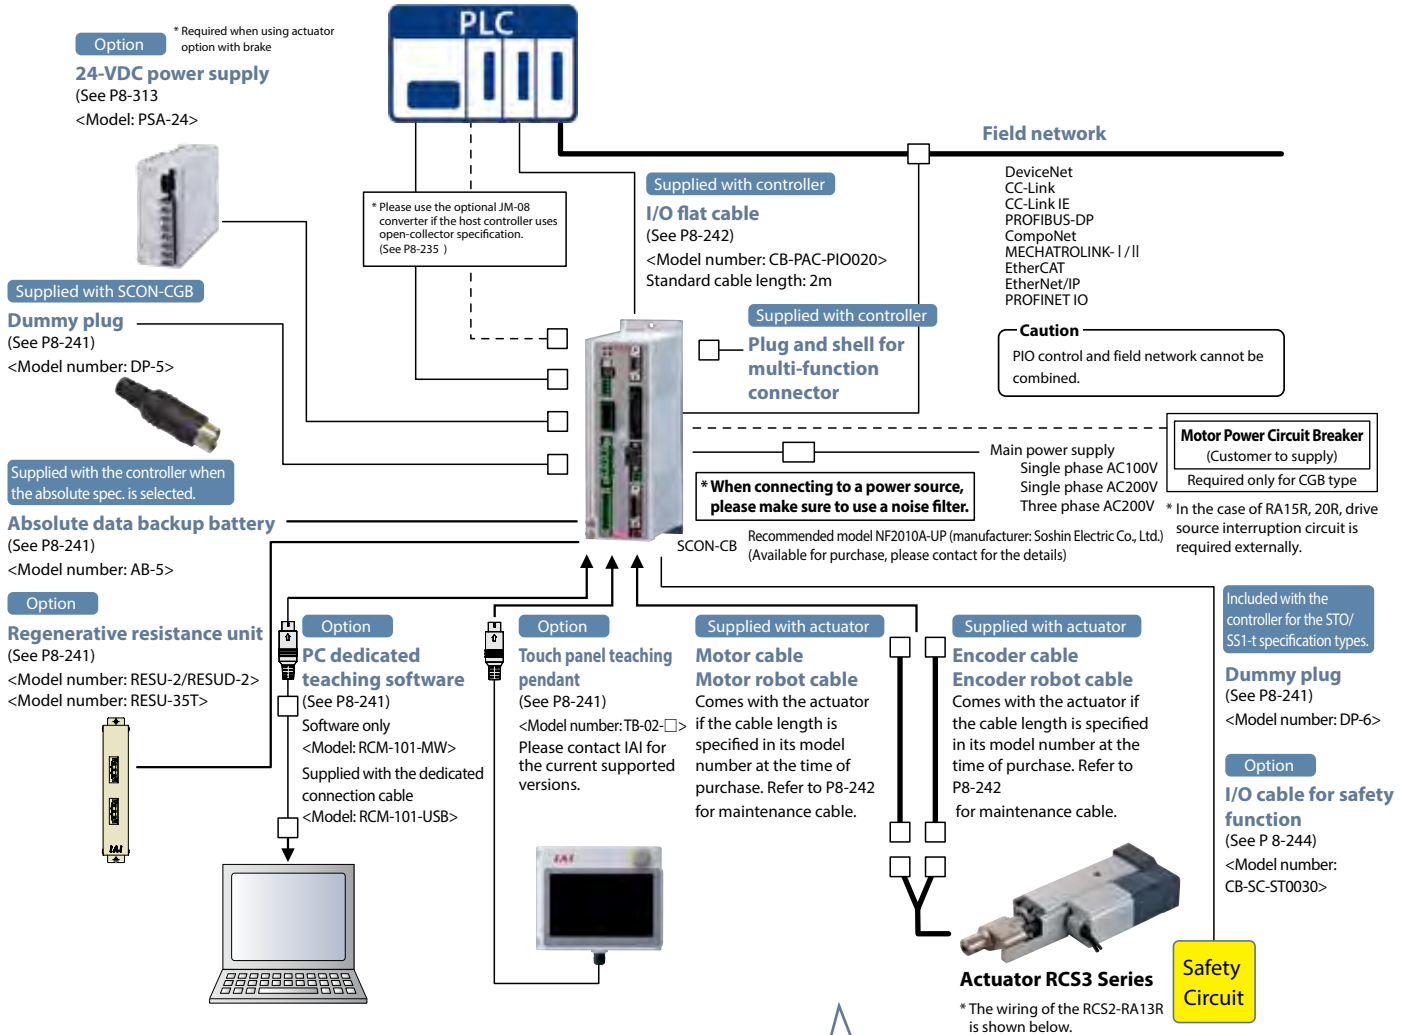 PLC
Option
* Required when using actuator
option with brake
24-VDC power supply
(See P8-313
<Model: PSA-24>
Field network
DeviceNet
CC-Link
CC-Link IE
PROFIBUS-DP
CompoNet
MECHATROLINK-Ⅰ/Ⅱ
EtherCAT
EtherNet/IP
PROFINET IO
Caution
PIO control and field network cannot be
combined.
* Please use the optional JM-08
converter if the host controller uses
open-collector specification.
(See P8-235 )
Supplied with controller
I/O flat cable
(See P8-242)
<Model number: CB-PAC-PIO020>
Standard cable length: 2m
Supplied with controller
Plug and shell for
multi-function
connector
Supplied with SCON-CGB
Dummy plug
(See P8-241)
<Model number: DP-5>
Supplied with the controller when
the absolute spec. is selected.
Absolute data backup battery
(See P8-241)
<Model number: AB-5>
Main power supply
Single phase AC100V
Single phase AC200V
Three phase AC200V
Motor Power Circuit Breaker
(Customer to supply)
Required only for CGB type
* In the case of RA15R, 20R, drive
source interruption circuit is
required externally.
* When connecting to a power source,
please make sure to use a noise filter.
SCON-CB
Recommended model NF2010A-UP (manufacturer: Soshin Electric Co., Ltd.)
(Available for purchase, please contact for the details)
Option
Regenerative resistance unit
(See P8-241)
<Model number: RESU-2/RESUD-2>
<Model number: RESU-35T>
IAI
Option
PC dedicated
teaching software
(See P8-241)
Software only
<Model: RCM-101-MW>
Supplied with the dedicated
connection cable
<Model: RCM-101-USB>
Option
Touch panel teaching
pendant
(See P8-241)
<Model number: TB-02-□>
Please contact IAI for
the current supported
versions.
IAI
Supplied with actuator
Motor cable
Motor robot cable
Comes with the actuator
if the cable length is
specified in its model
number at the time of
purchase. Refer to P8-242
for maintenance cable.
Supplied with actuator
Encoder cable
Encoder robot cable
Comes with the actuator if
the cable length is specified
in its model number at the
time of purchase. Refer to
P8-242
for maintenance cable.
Included with the
controller for the STO/
SS1-t specification types.
Dummy plug
(See P8-241)
<Model number: DP-6>
Option
I/O cable for safety
function
(See P 8-244)
<Model number:
CB-SC-ST0030>
Actuator RCS3 Series
* The wiring of the RCS2-RA13R
is shown below.
Safety
Circuit